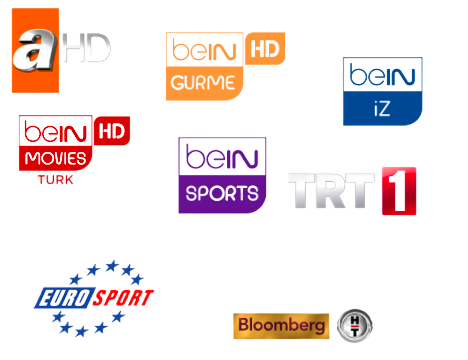 a HD
beIN HD
GURME
beIN
iZ
beIN HD
MOVIES
TURK
beIN
SPORTS
TRT 1
EUROSPORT
Bloomberg HT